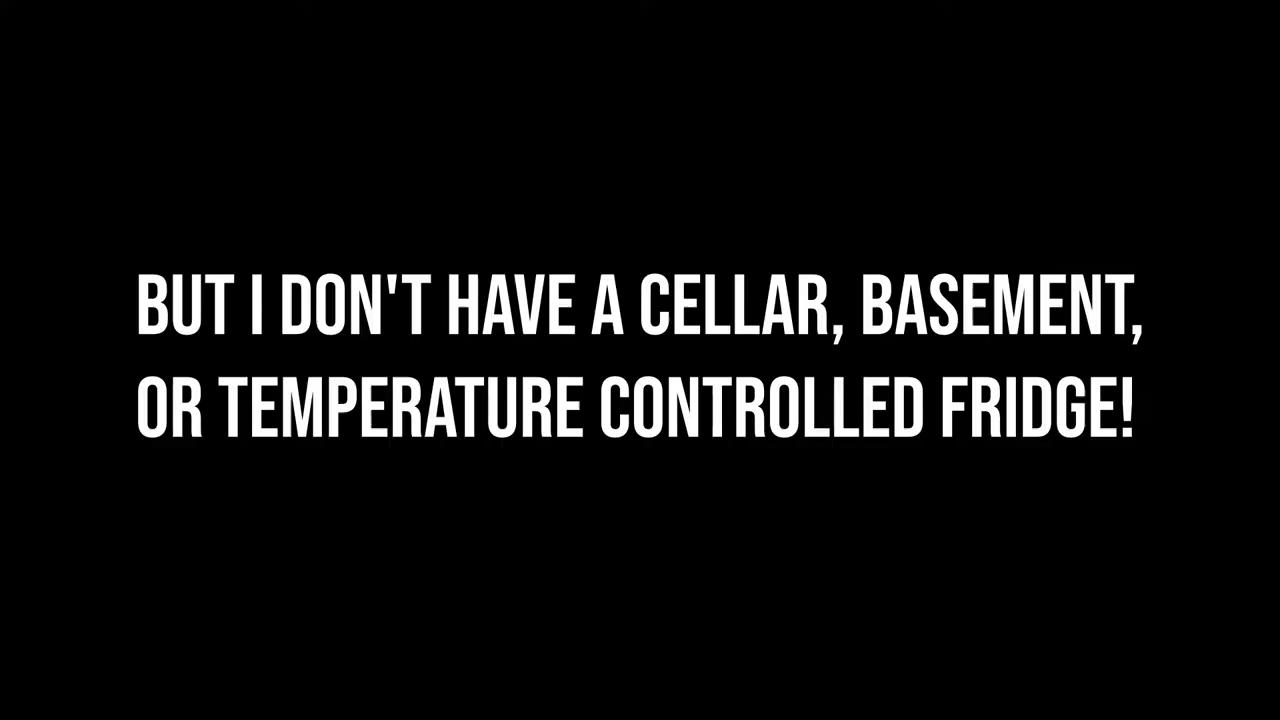 BUT I DON'T HAVE A CELLAR, BASEMENT,
OR TEMPERATURE CONTROLLED FRIDGE!